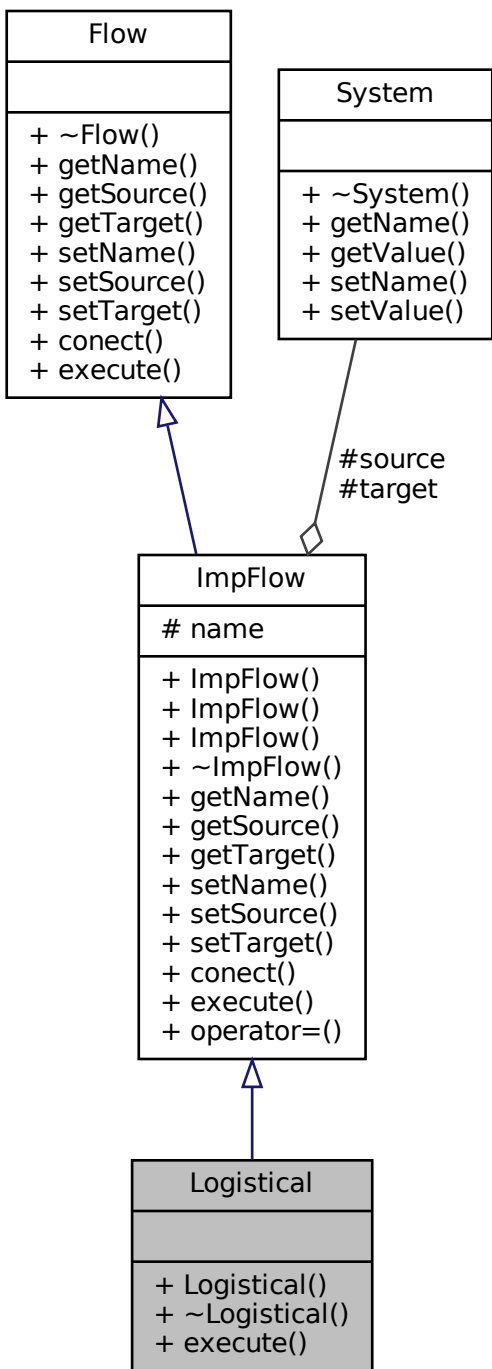 Flow
+ ~Flow()
+ getName()
+ getSource()
+ getTarget()
+ setName()
+ setSource()
+ setTarget()
+ conect()
+ execute()
System
+ ~System()
+ getName()
+ getValue()
+ setName()
+ setValue()
#source
#target
ImpFlow
# name
+ ImpFlow()
+ ImpFlow()
+ ImpFlow()
+ ~ImpFlow()
+ getName()
+ getSource()
+ getTarget()
+ setName()
+ setSource()
+ setTarget()
+ conect()
+ execute()
+ operator=()
Logistical
+ Logistical()
+ ~Logistical()
+ execute()